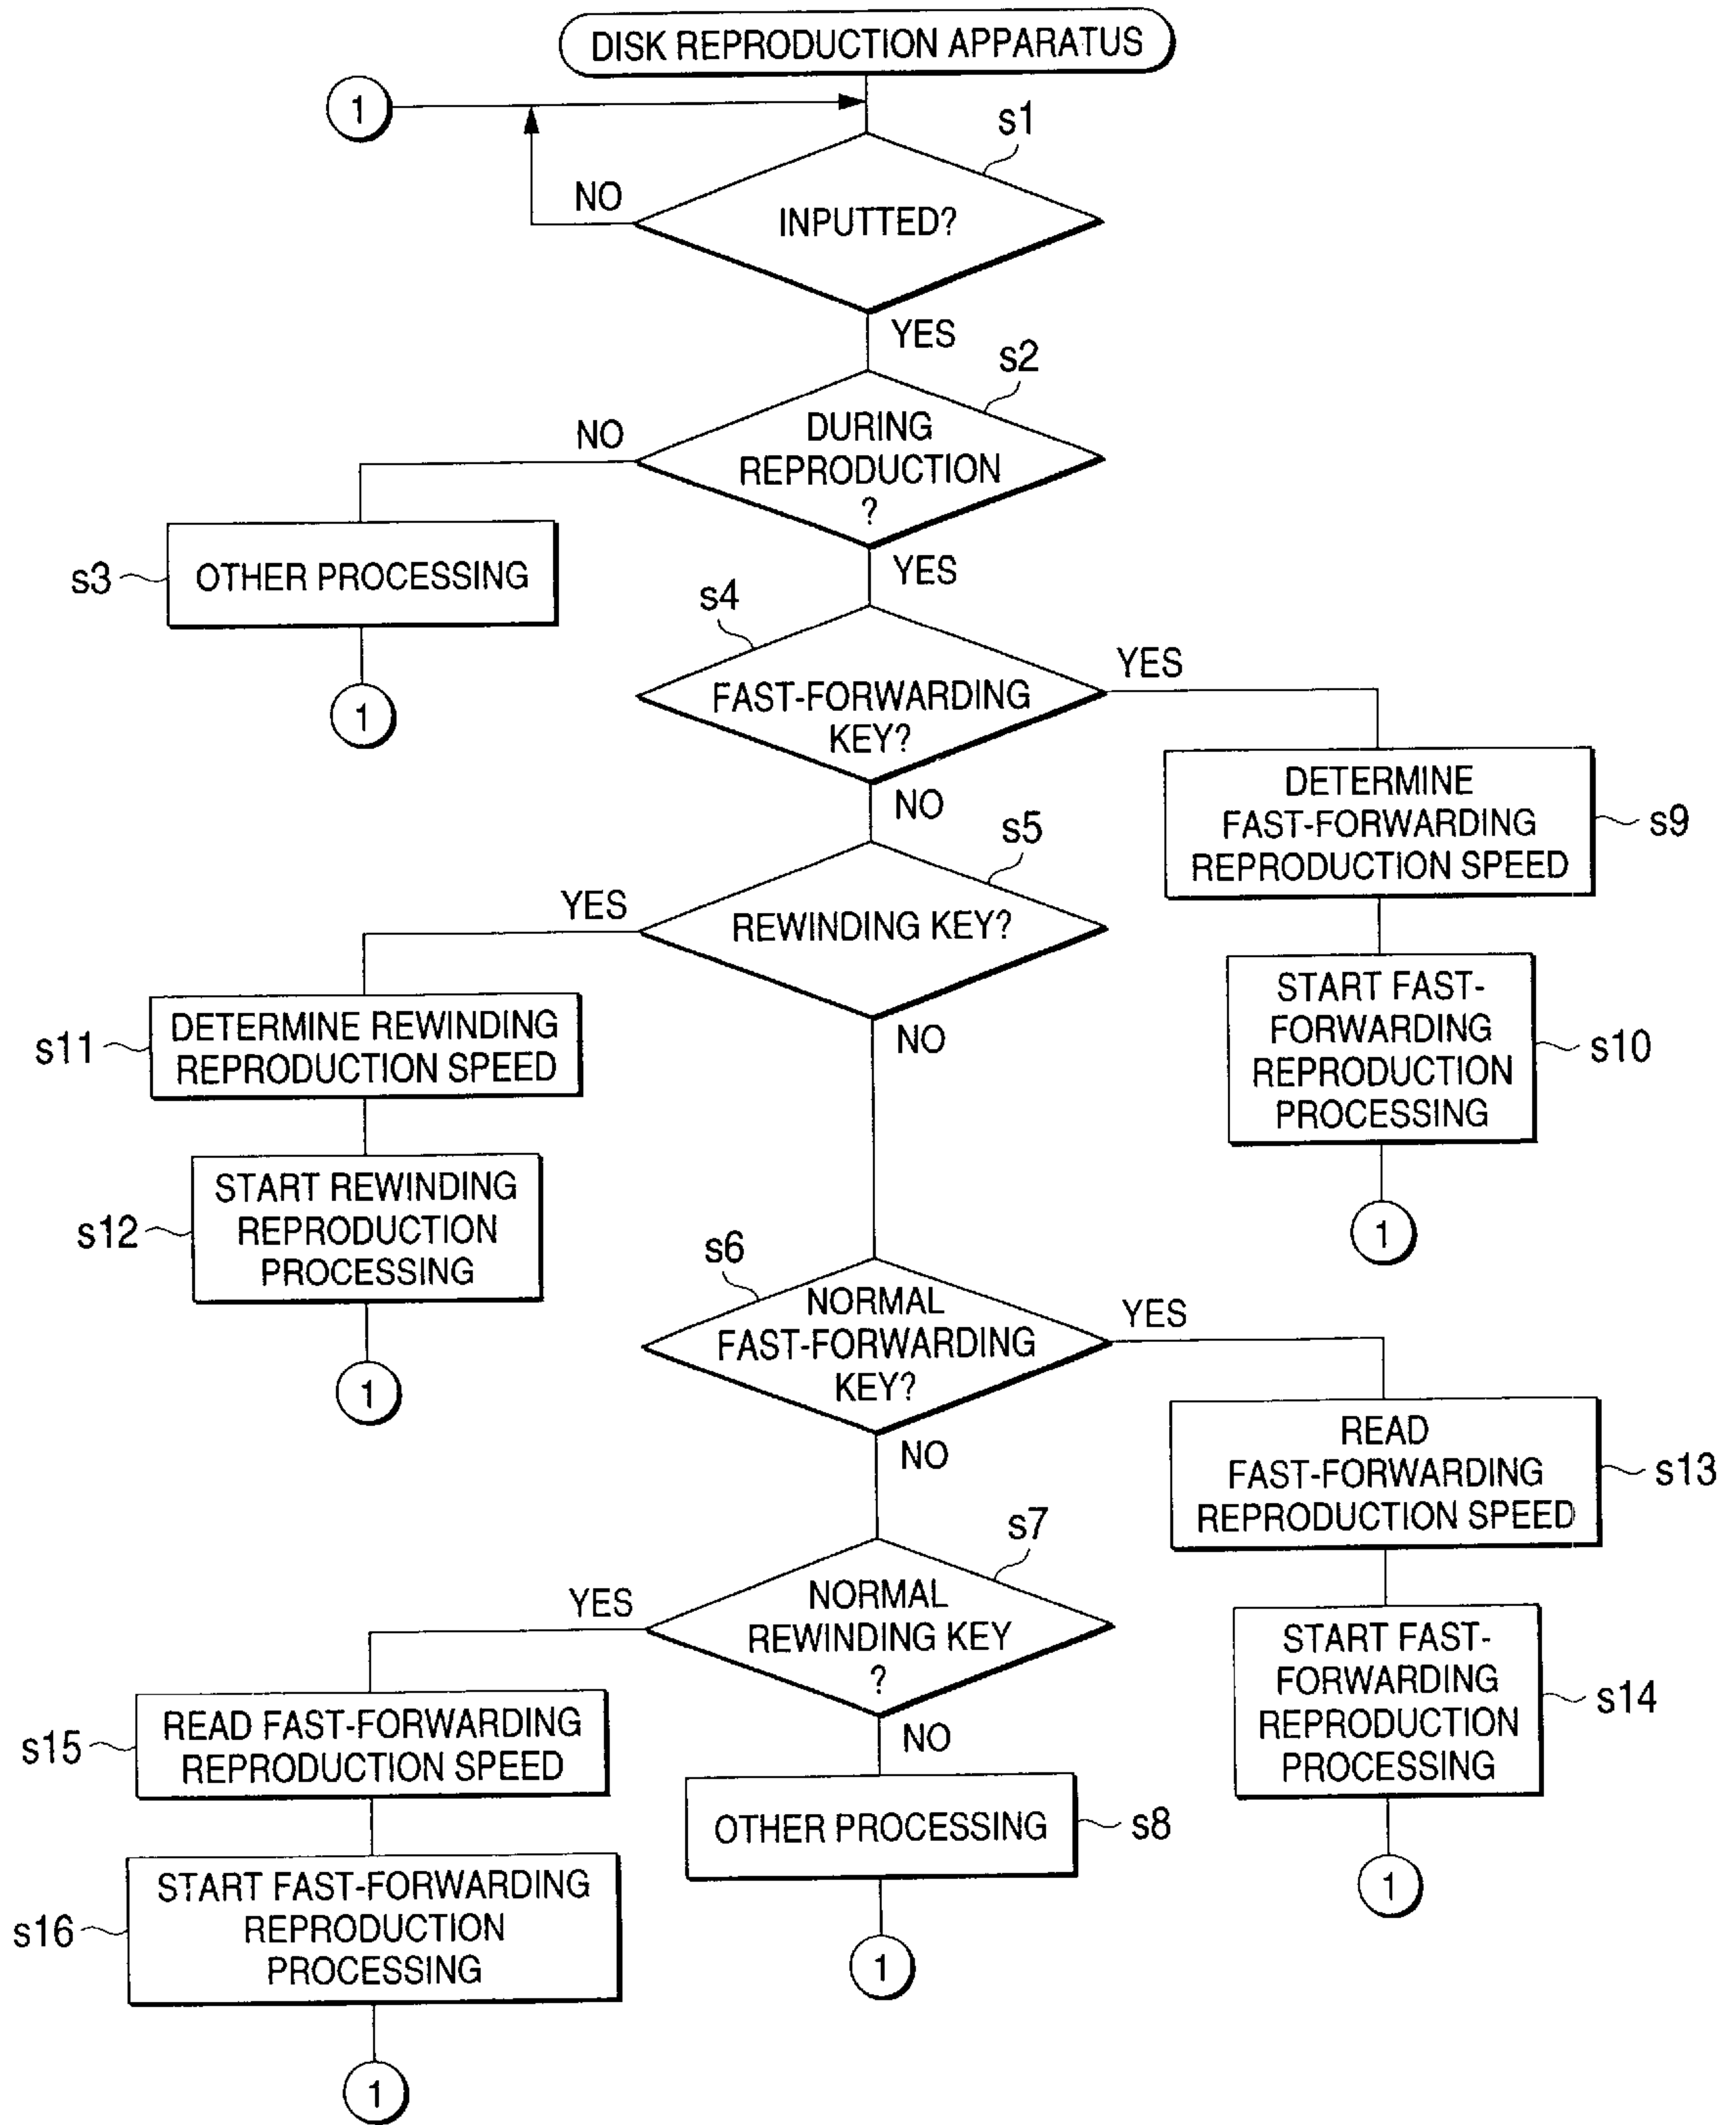 DISK REPRODUCTION APPARATUS
1
s1
NO
INPUTTED?
YES
s2
NO
DURING
REPRODUCTION
?
s3
OTHER PROCESSING
YES
1
s4
FAST-FORWARDING
KEY?
YES
NO
DETERMINE
FAST-FORWARDING
REPRODUCTION SPEED
s9
START FAST-
FORWARDING
REPRODUCTION
PROCESSING
s10
1
s5
YES
REWINDING KEY?
NO
s11
DETERMINE REWINDING
REPRODUCTION SPEED
s12
START REWINDING
REPRODUCTION
PROCESSING
1
s6
NORMAL
FAST-FORWARDING
KEY?
YES
NO
READ
FAST-FORWARDING
REPRODUCTION SPEED
s13
START FAST-
FORWARDING
REPRODUCTION
PROCESSING
s14
1
s7
YES
NORMAL
REWINDING KEY
?
NO
s15
READ FAST-FORWARDING
REPRODUCTION SPEED
OTHER PROCESSING
s8
1
s16
START FAST-FORWARDING
REPRODUCTION
PROCESSING
1